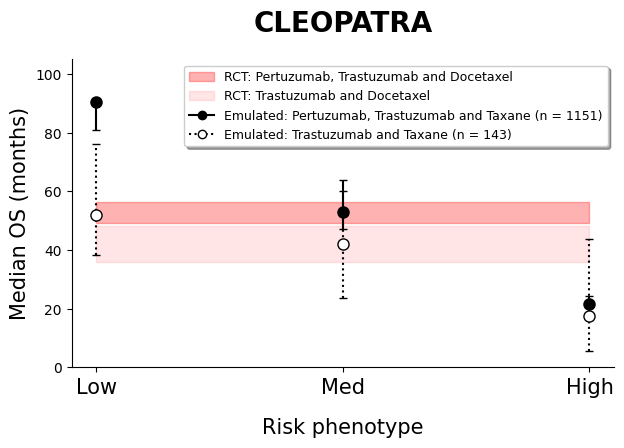 CLEOPATRA
RCT: Pertuzumab, Trastuzumab and Docetaxel
RCT: Trastuzumab and Docetaxel
Emulated: Pertuzumab, Trastuzumab and Taxane (n = 1151)
Emulated: Trastuzumab and Taxane (n = 143)
Median OS (months)
100
80
60
40
20
0
Low Med High
Risk phenotype